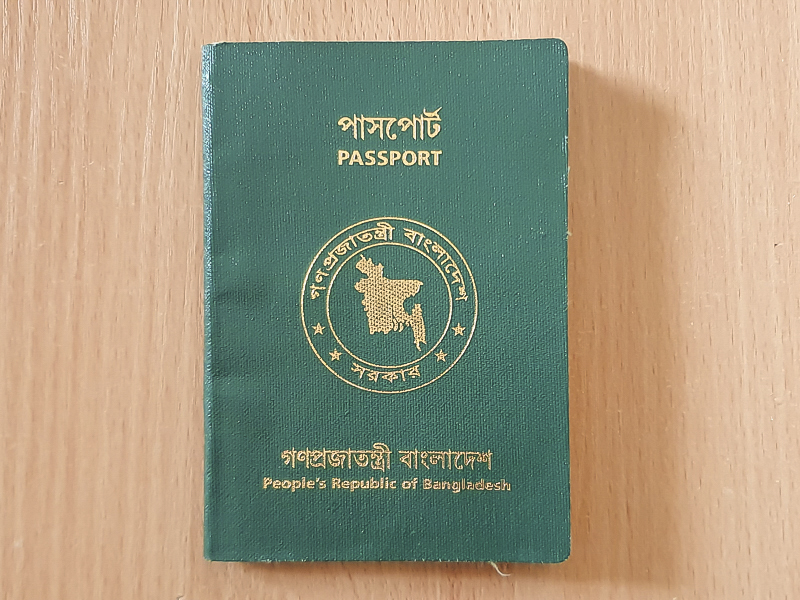 পাসপোর্ট
PASSPORT
গণপ্রজাতন্ত্রী বাংলাদেশ
সরকার
গণপ্রজাতন্ত্রী বাংলাদেশ
People's Republic of Bangladesh